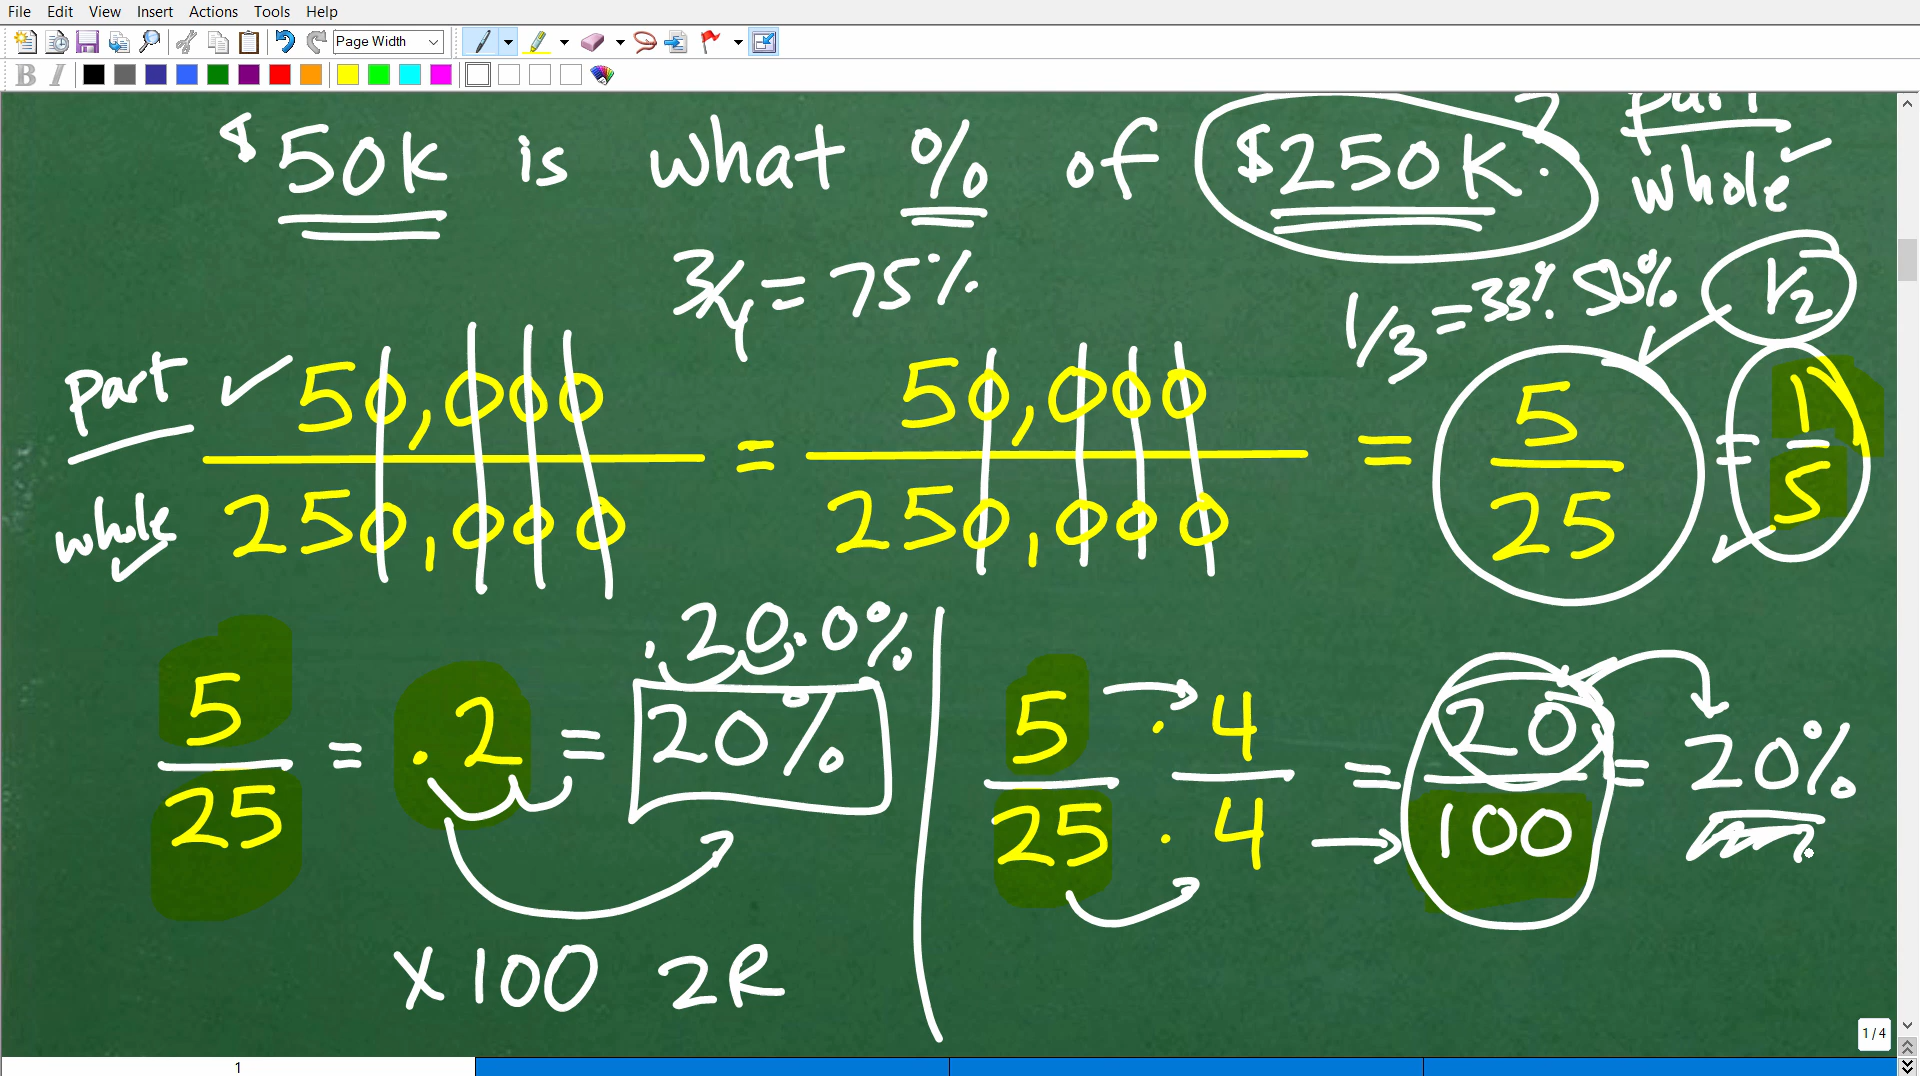 File Edit View Insert Actions Tools Help
Page Width
B I
$50K is what % of $250K? part
whole
3/4 = 75%
1/3 = 33% 50% 1/2
part 50,000 = 50,000 = 5 = 1
whole 250,000 250,000 25 5
.20.0%
5 = .2 = 20%
25
5 · 4 = 20 = 20%
25 · 4 100
x100 2R
1/4
1